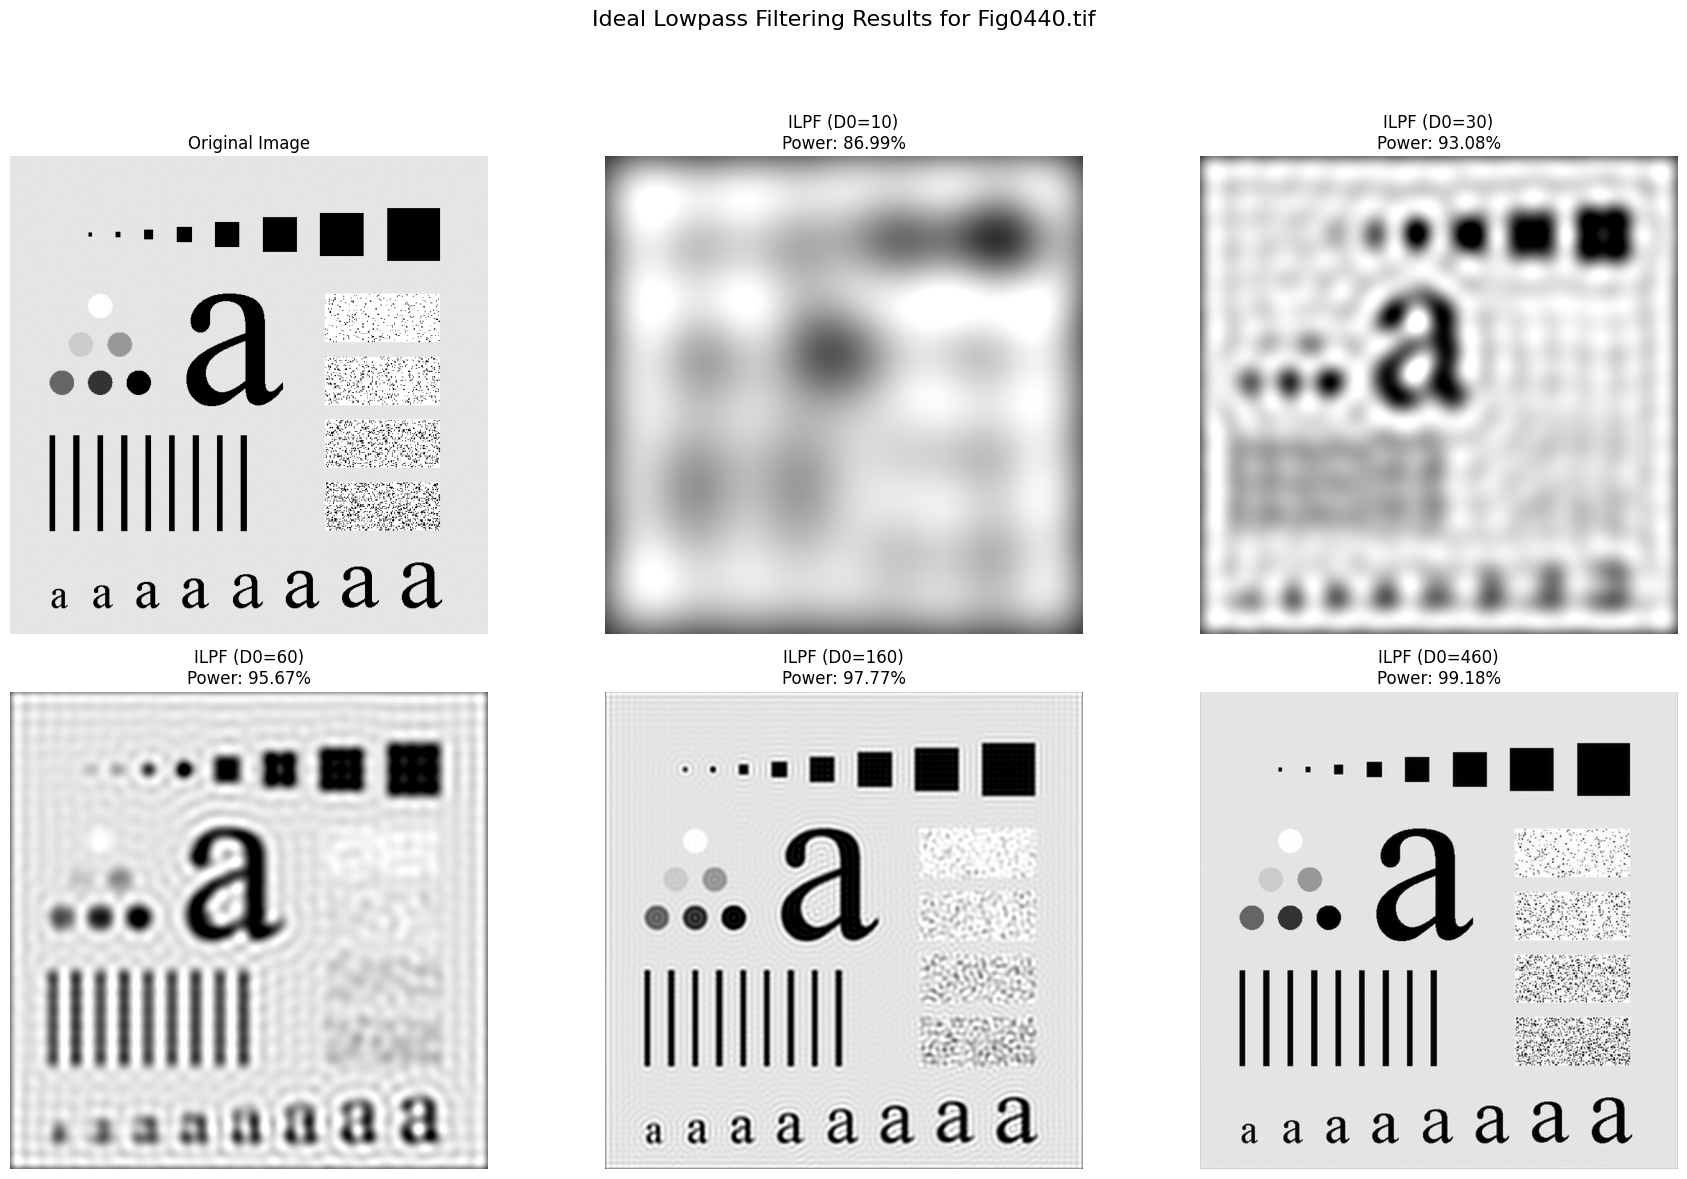 Ideal Lowpass Filtering Results for Fig0440.tif
Original Image
ILPF (D0=10)
Power: 86.99%
ILPF (D0=30)
Power: 93.08%
a
a a a a a a a a
a
a
ILPF (D0=60)
Power: 95.67%
ILPF (D0=160)
Power: 97.77%
ILPF (D0=460)
Power: 99.18%
a
a a a a a a a a
a
a a a a a a a a
a
a a a a a a a a